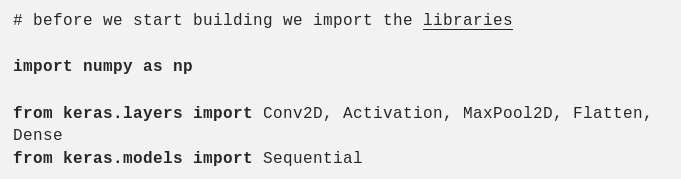 # before we start building we import the libraries
import numpy as np
from keras.layers import Conv2D, Activation, MaxPool2D, Flatten,
Dense
from keras.models import Sequential